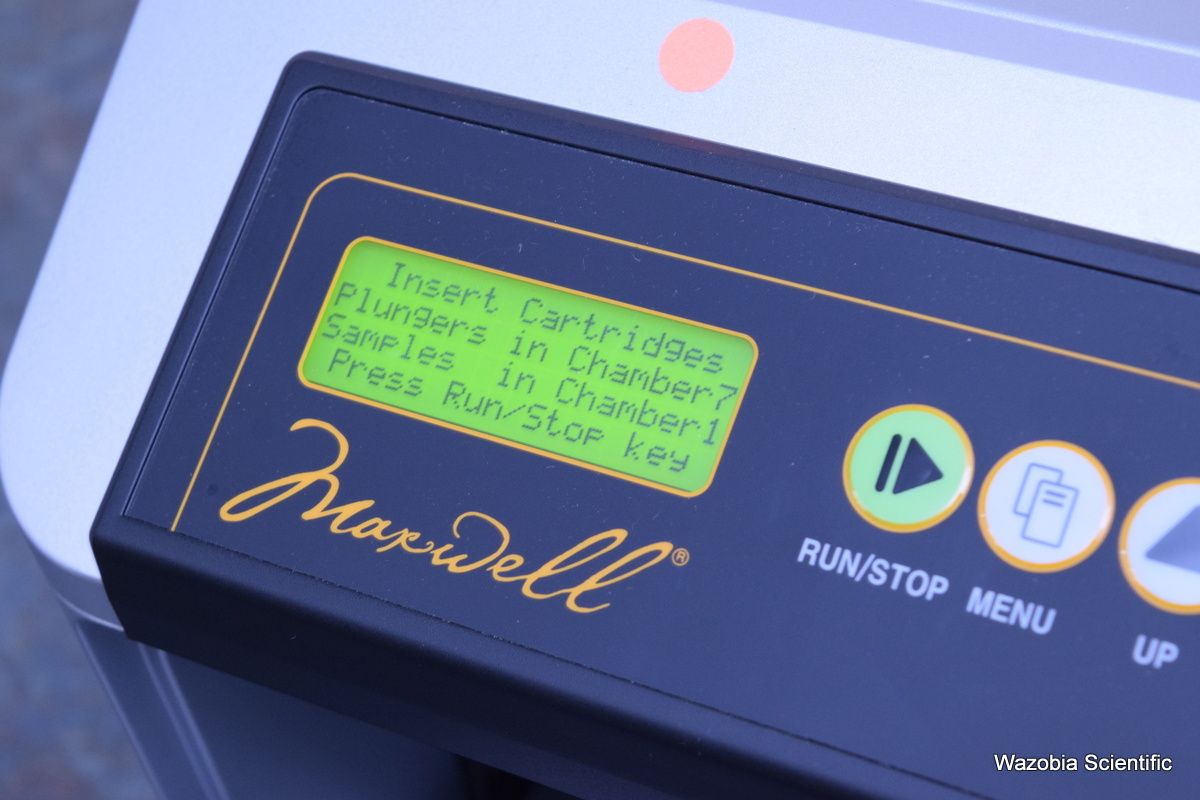 Insert Cartridges
Plungers in Chamber7
Samples in Chamber1
Press Run/Stop key
Maxwell®
RUN/STOP
MENU
UP
Wazobia Scientific